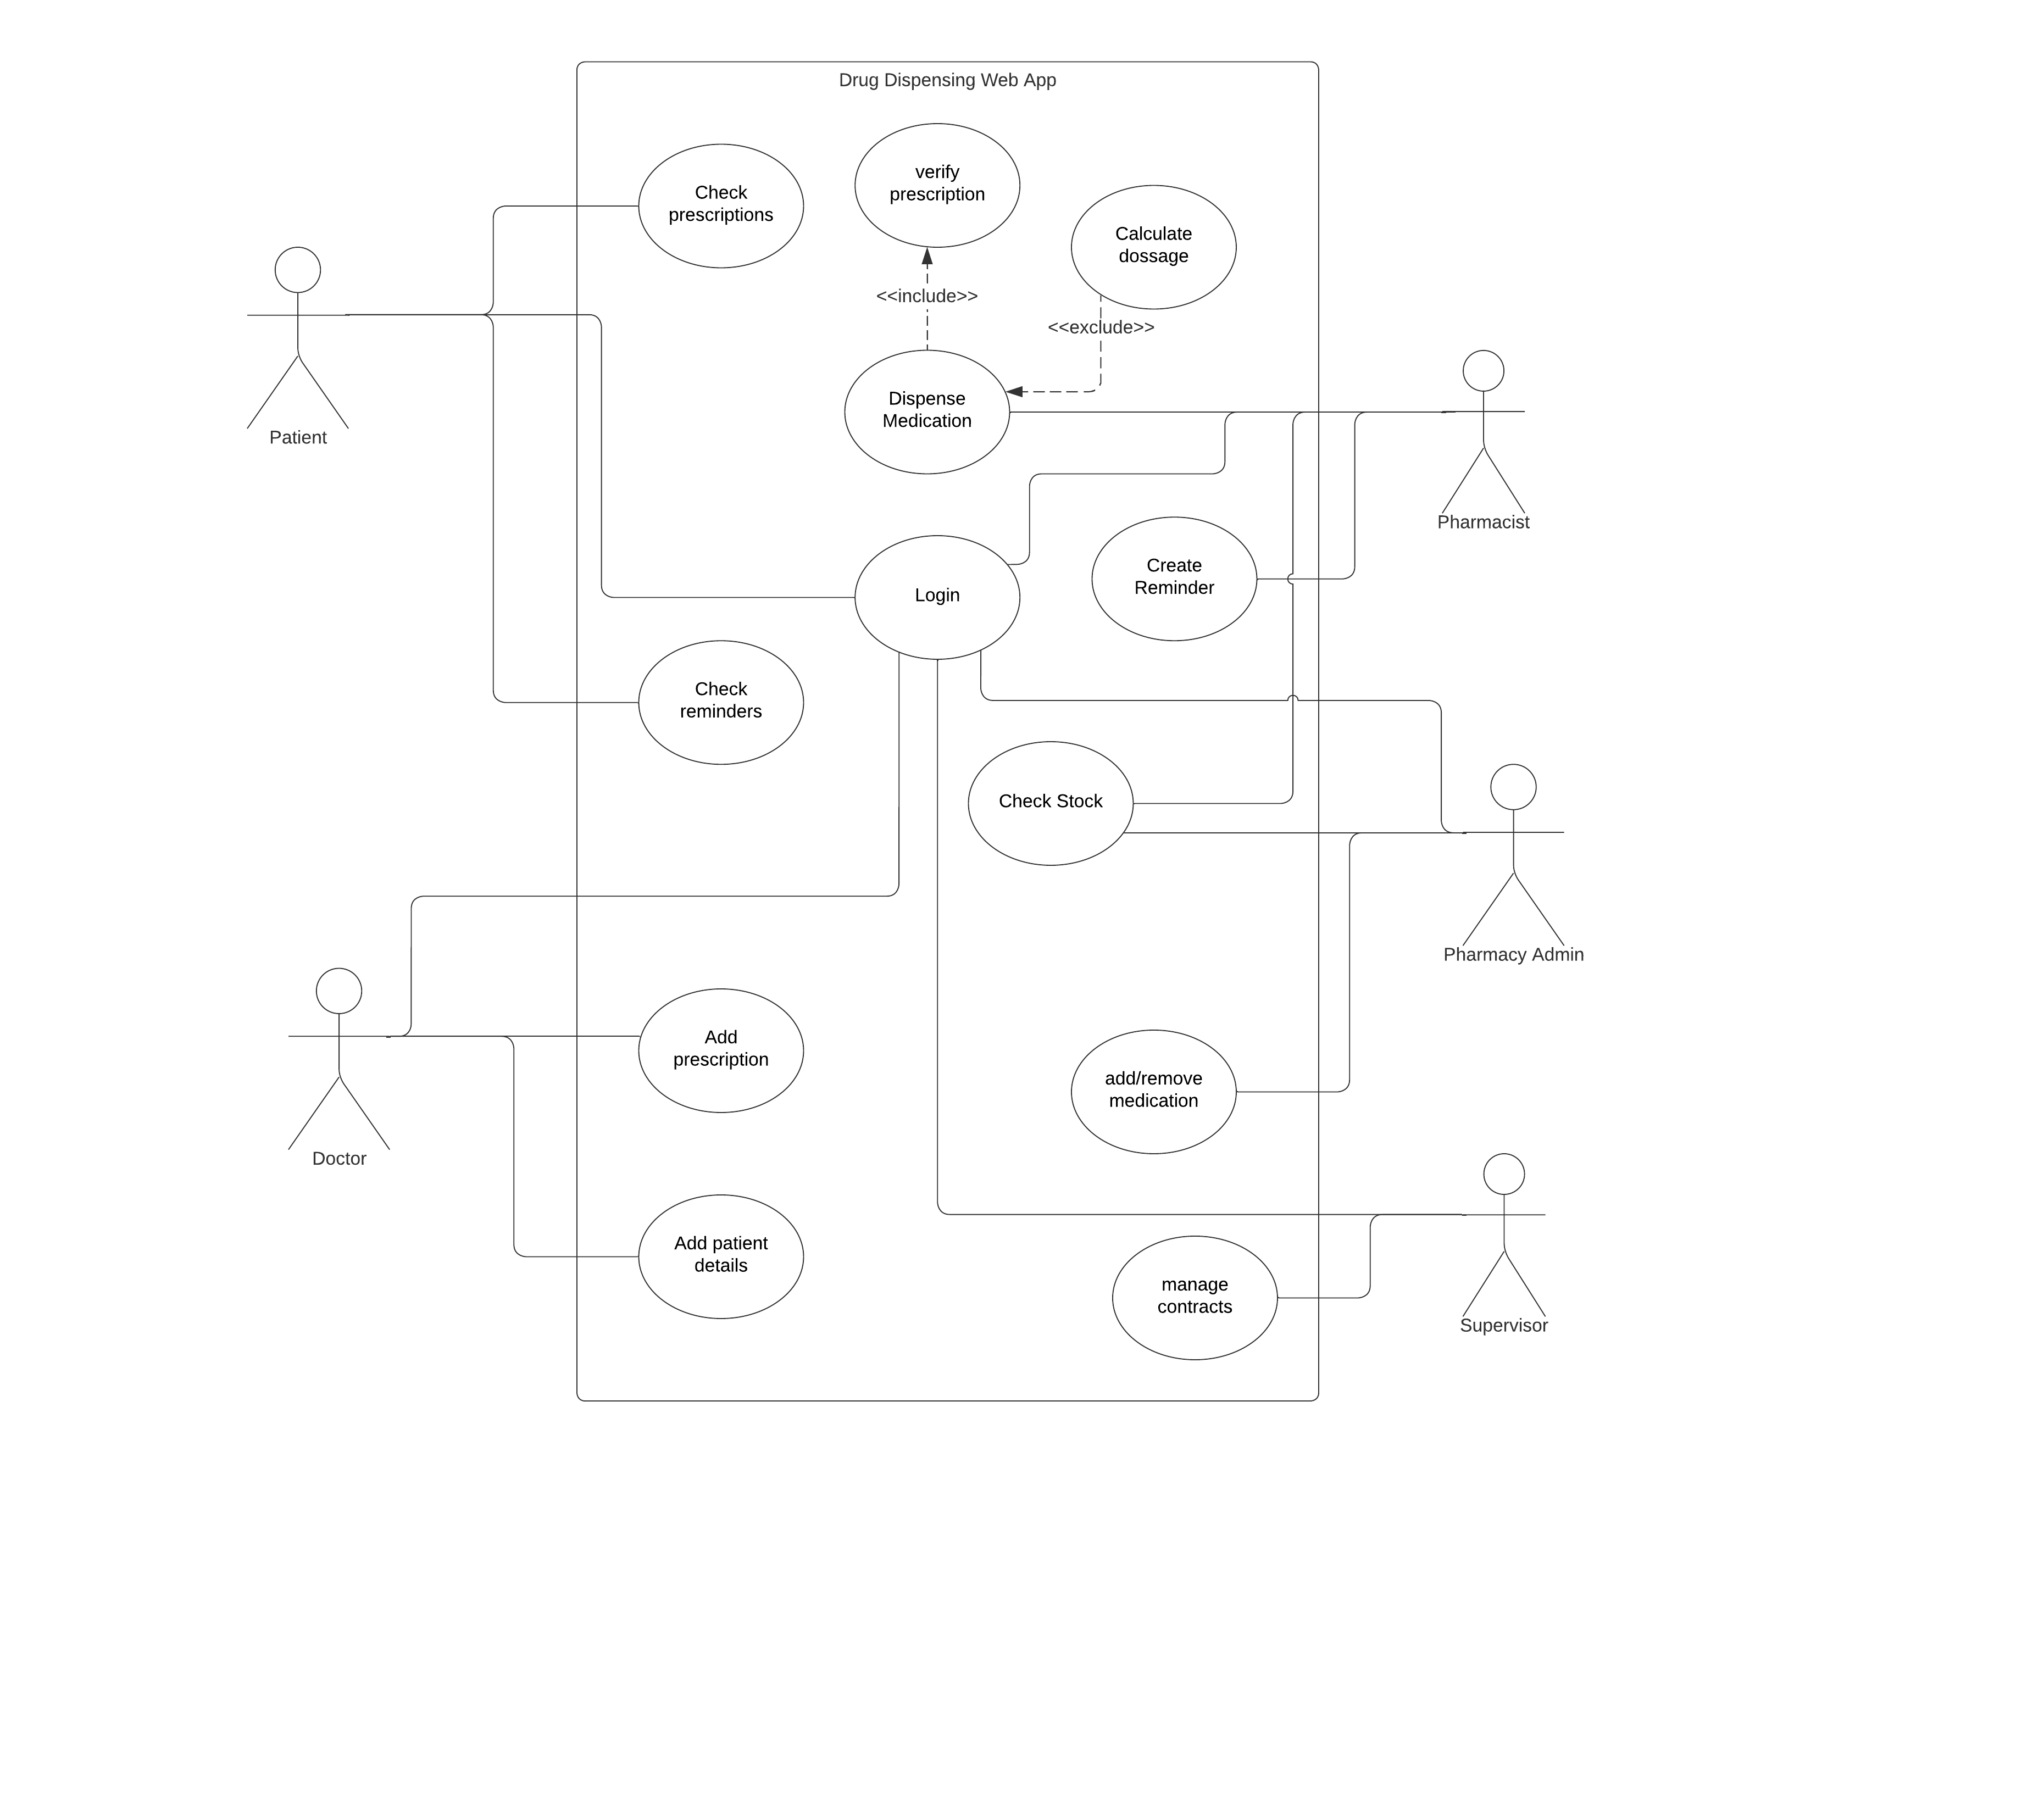 Drug Dispensing Web App
Check
prescriptions
verify
prescription
Calculate
dossage
<<include>>
<<exclude>>
Dispense
Medication
Patient
Pharmacist
Create
Reminder
Login
Check
reminders
Check Stock
Pharmacy Admin
Add
prescription
add/remove
medication
Doctor
Add patient
details
manage
contracts
Supervisor